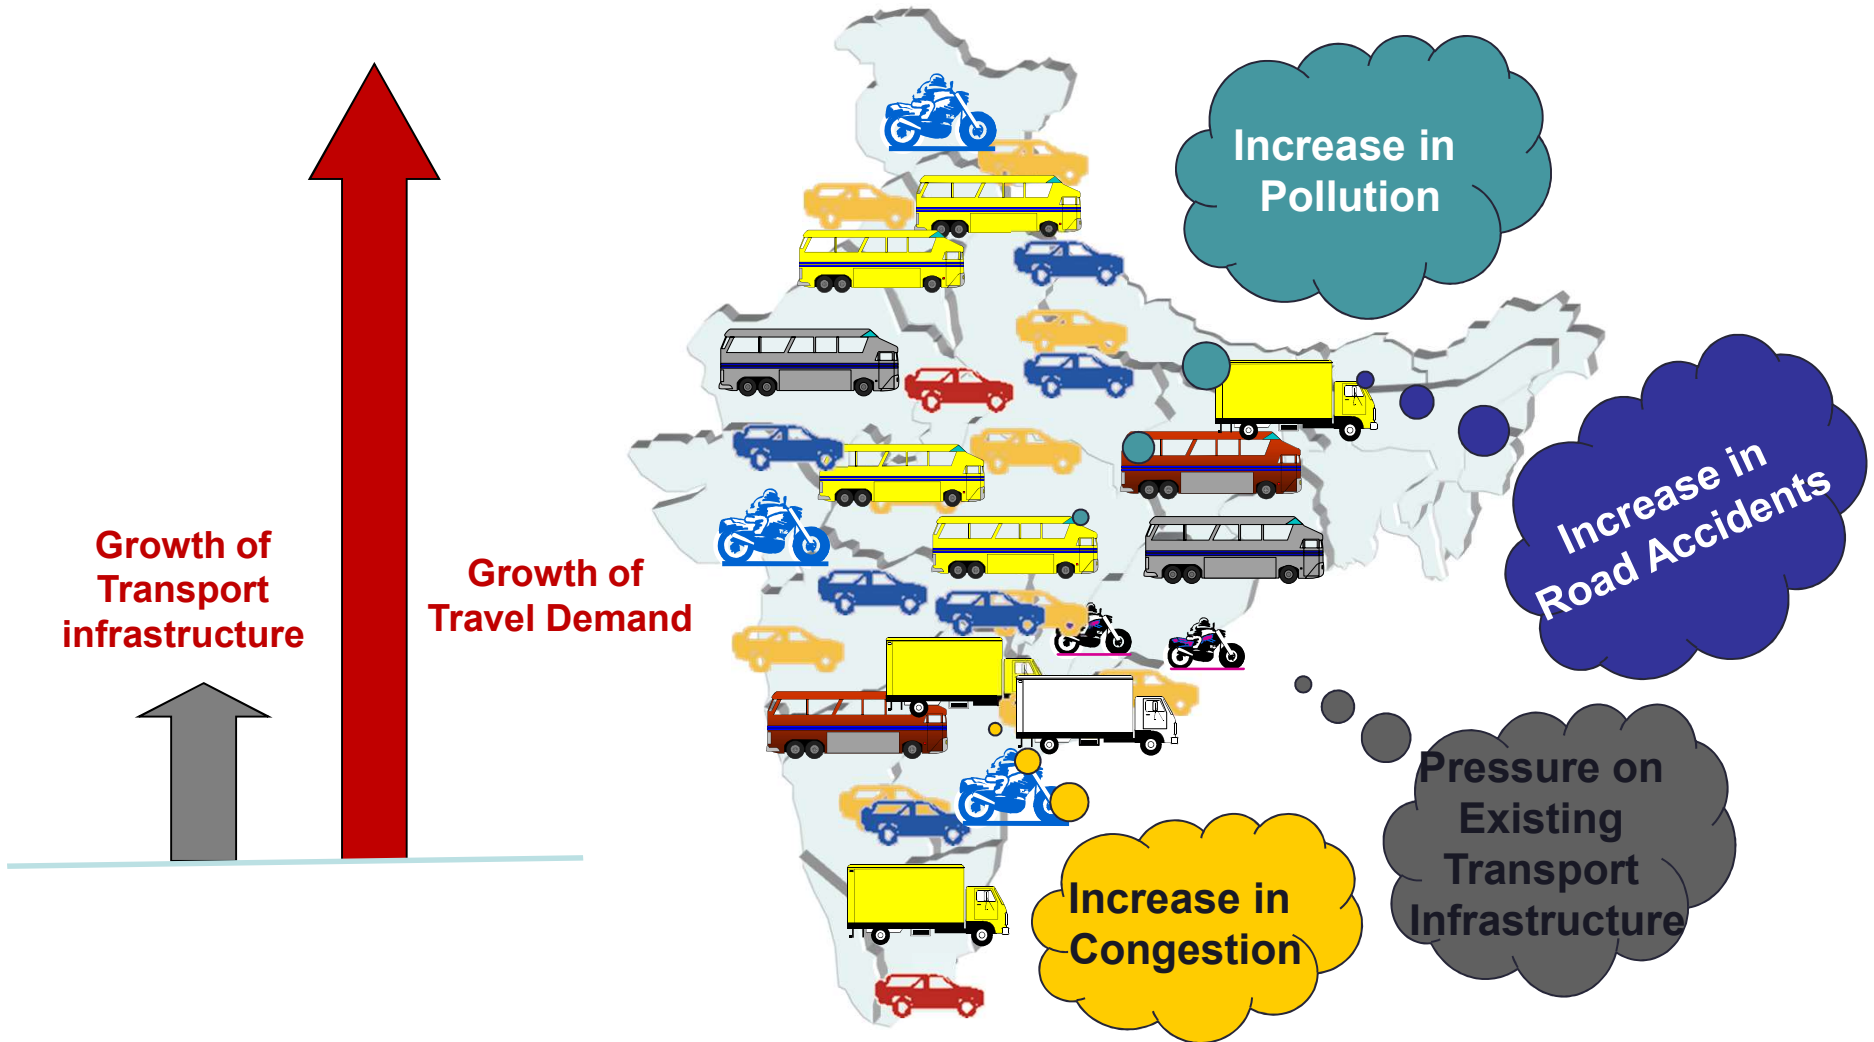 Growth of
Transport
infrastructure
Growth of
Travel Demand
Increase in
Pollution
Increase in
Road Accidents
Pressure on
Existing
Transport
Infrastructure
Increase in
Congestion